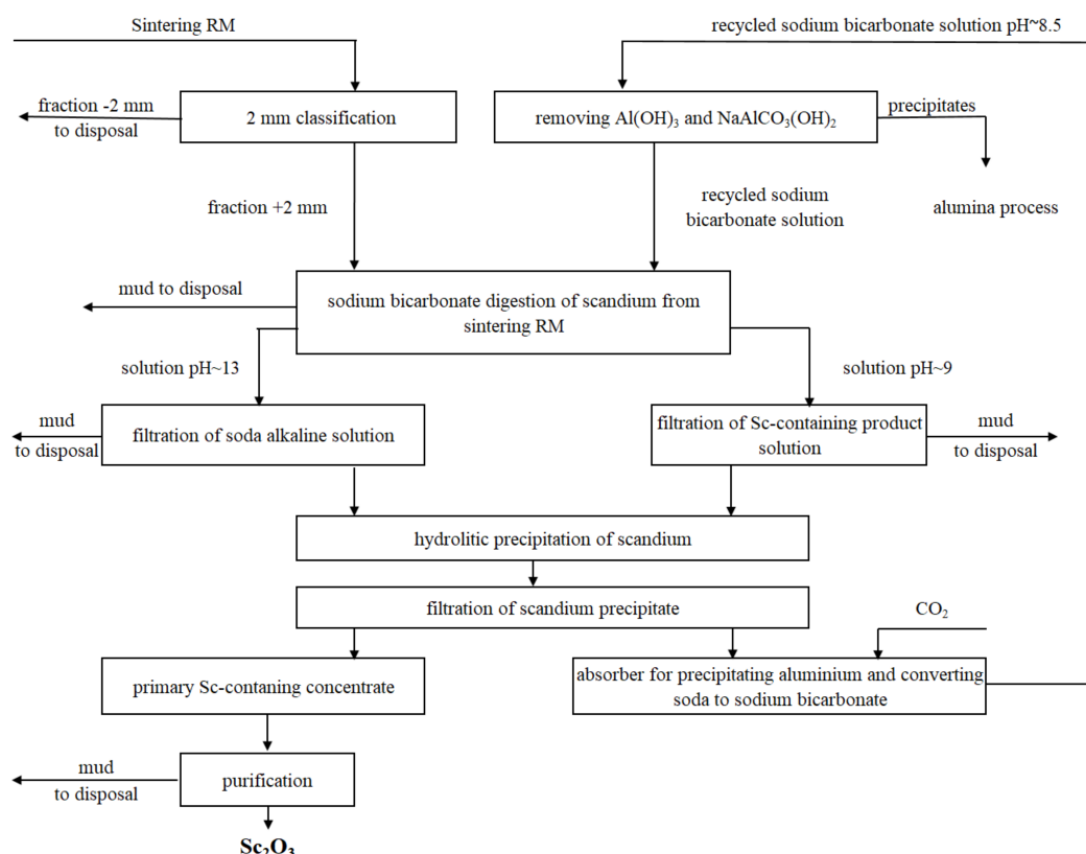 Sintering RM
recycled sodium bicarbonate solution pH~8.5
fraction -2 mm
to disposal
2 mm classification
removing Al(OH)₃ and NaAlCO₃(OH)₂
precipitates
fraction +2 mm
recycled sodium
bicarbonate solution
alumina process
mud to disposal
sodium bicarbonate digestion of scandium from
sintering RM
solution pH~13
solution pH~9
mud
to disposal
filtration of soda alkaline solution
filtration of Sc-containing product
solution
mud
to disposal
hydrolitic precipitation of scandium
filtration of scandium precipitate
CO₂
primary Sc-contaning concentrate
absorber for precipitating aluminium and converting
soda to sodium bicarbonate
mud
to disposal
purification
Sc₂O₃